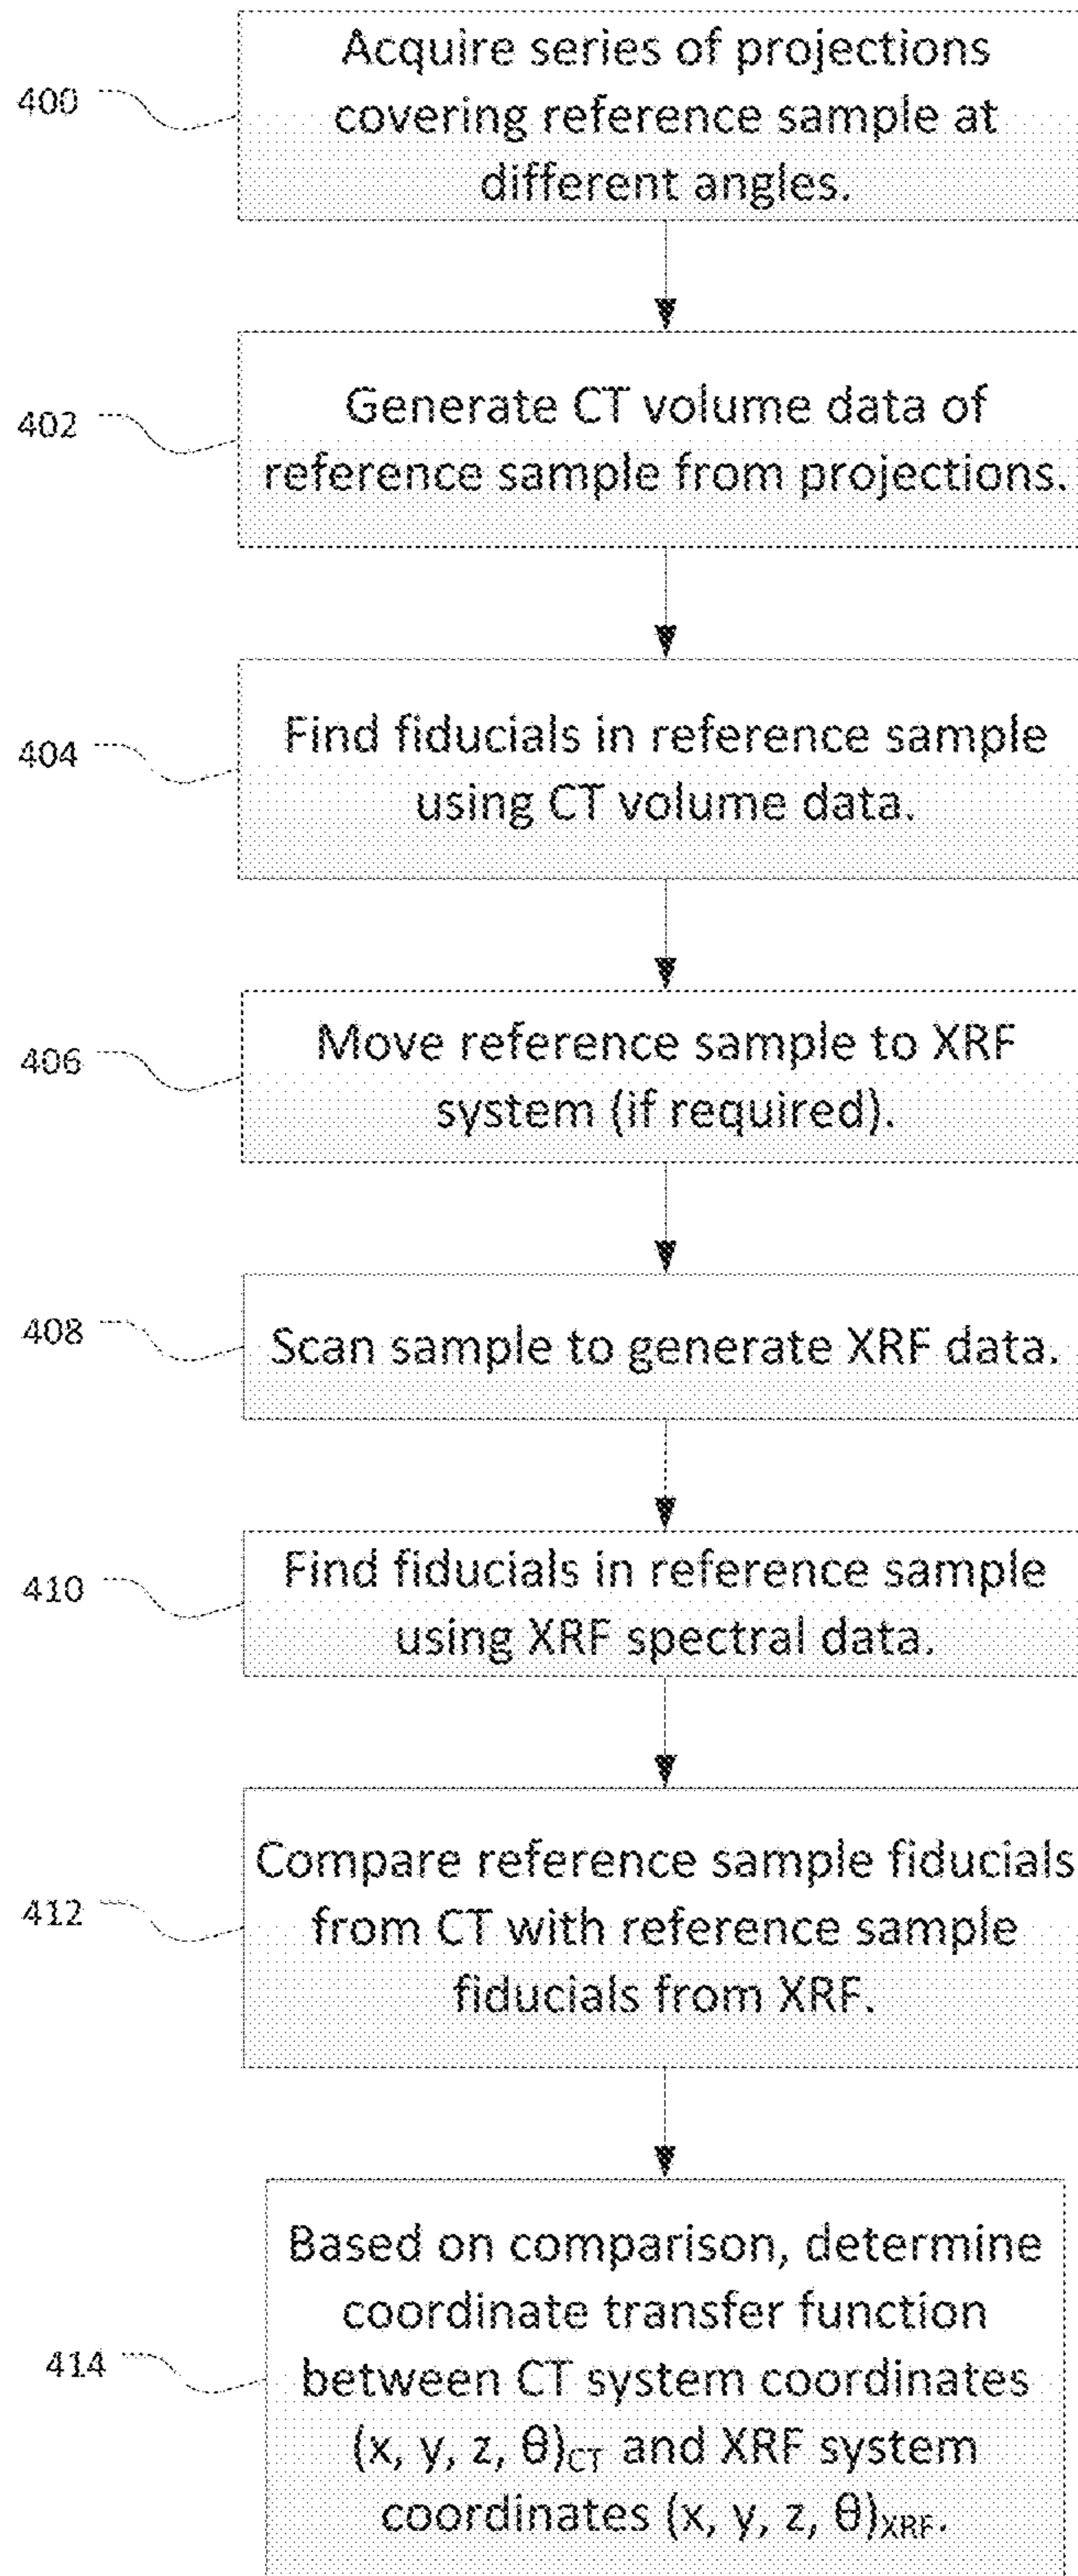 400
Acquire series of projections
covering reference sample at
different angles.
402
Generate CT volume data of
reference sample from projections.
404
Find fiducials in reference sample
using CT volume data.
406
Move reference sample to XRF
system (if required).
408
Scan sample to generate XRF data.
410
Find fiducials in reference sample
using XRF spectral data.
412
Compare reference sample fiducials
from CT with reference sample
fiducials from XRF.
414
Based on comparison, determine
coordinate transfer function
between CT system coordinates
(x, y, z, θ)CT and XRF system
coordinates (x, y, z, θ)XRF.